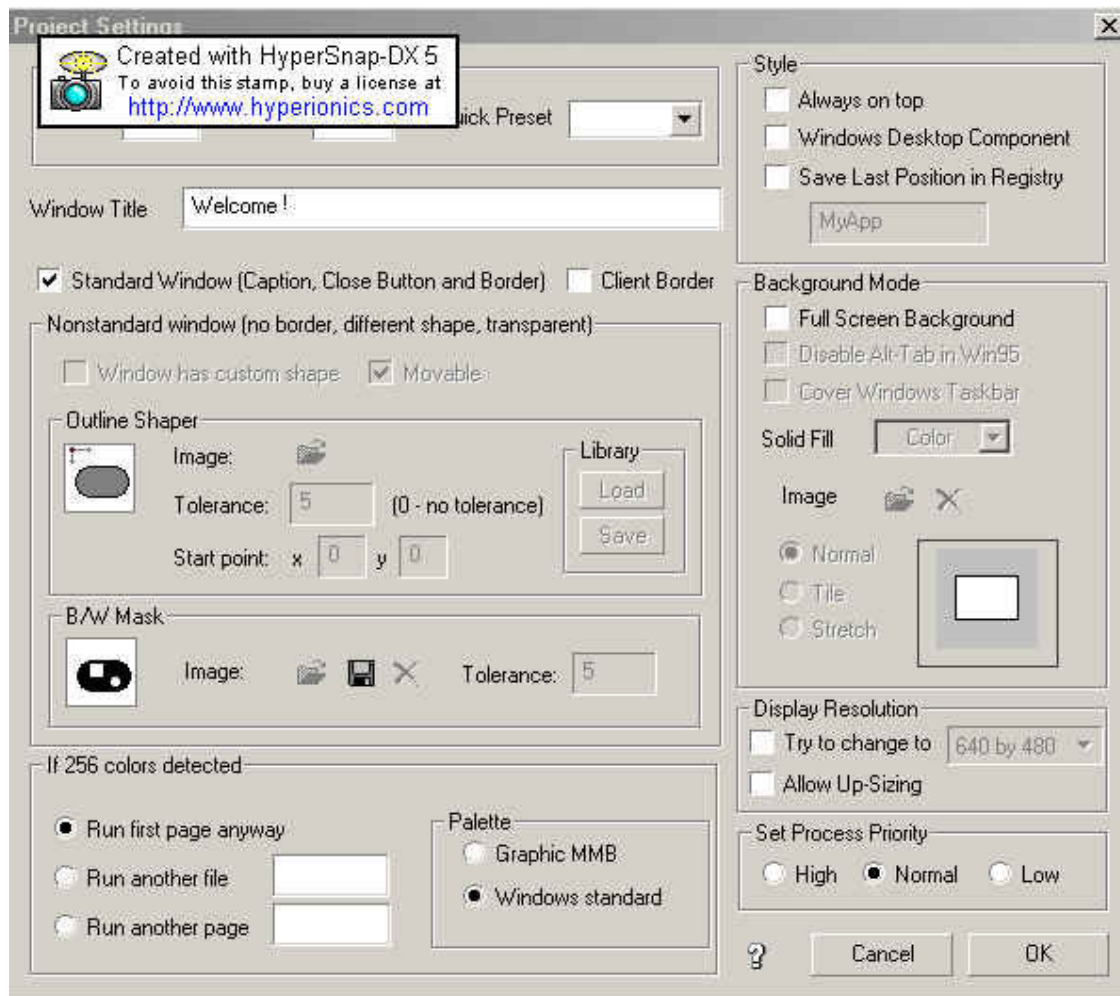 Project Settings
Created with HyperSnap-DX 5
To avoid this stamp, buy a license at
http://www.hyperionics.com
uick Preset
Window Title Welcome !
Standard Window (Caption, Close Button and Border) Client Border
Nonstandard window (no border, different shape, transparent)
Window has custom shape Movable
Outline Shaper
Image:
Tolerance: 5 (0 - no tolerance)
Start point: x 0 y 0
Library
Load
Save
B/W Mask
Image: Tolerance: 5
If 256 colors detected
Run first page anyway
Run another file
Run another page
Palette
Graphic MMB
Windows standard
Style
Always on top
Windows Desktop Component
Save Last Position in Registry
MyApp
Background Mode
Full Screen Background
Disable Alt-Tab in Win95
Cover Windows Taskbar
Solid Fill Color
Image
Normal
Tile
Stretch
Display Resolution
Try to change to 640 by 480
Allow Up-Sizing
Set Process Priority
High Normal Low
? Cancel OK